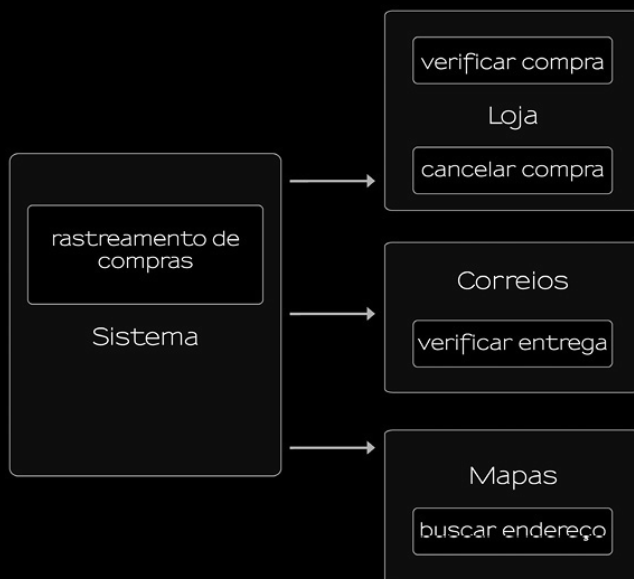 rastreamento de
compras
Sistema
verificar compra
Loja
cancelar compra
Correios
verificar entrega
Mapas
buscar endereço